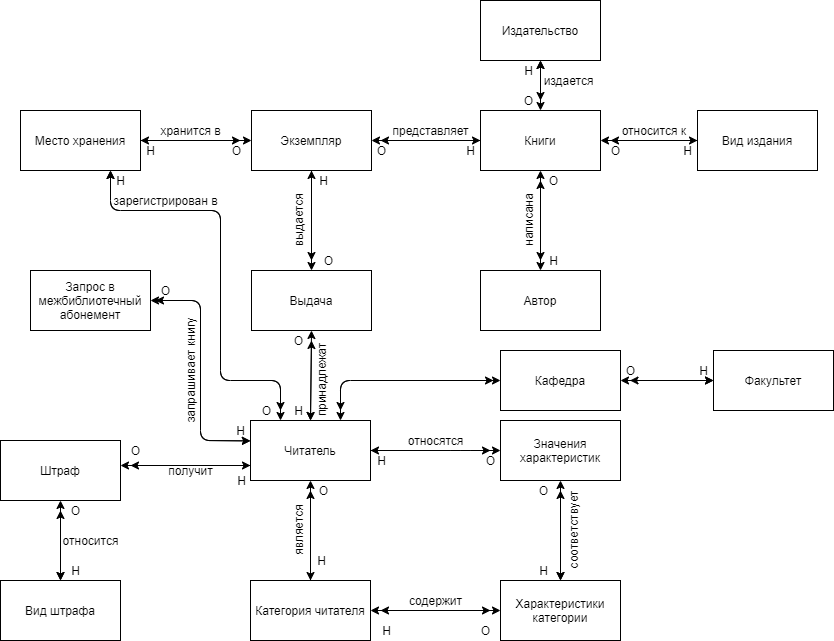 Издательство
Н
издается
О
Место хранения
хранится в
Н
О
Экземпляр
представляет
О
Н
Книги
относится к
О
Н
Вид издания
Н
зарегистрирован в
Н
выдается
О
О
написана
Н
Запрос в
межбиблиотечный
абонемент
О
запрашивает книгу
Н
Выдача
Автор
О
принадлежат
Н
О
Кафедра
О
Н
Факультет
Штраф
О
получит
Н
Читатель
относятся
Н
О
Значения
характеристик
О
относится
Н
О
является
Н
О
соответствует
Н
Вид штрафа
Категория читателя
содержит
Н
О
Характеристики
категории